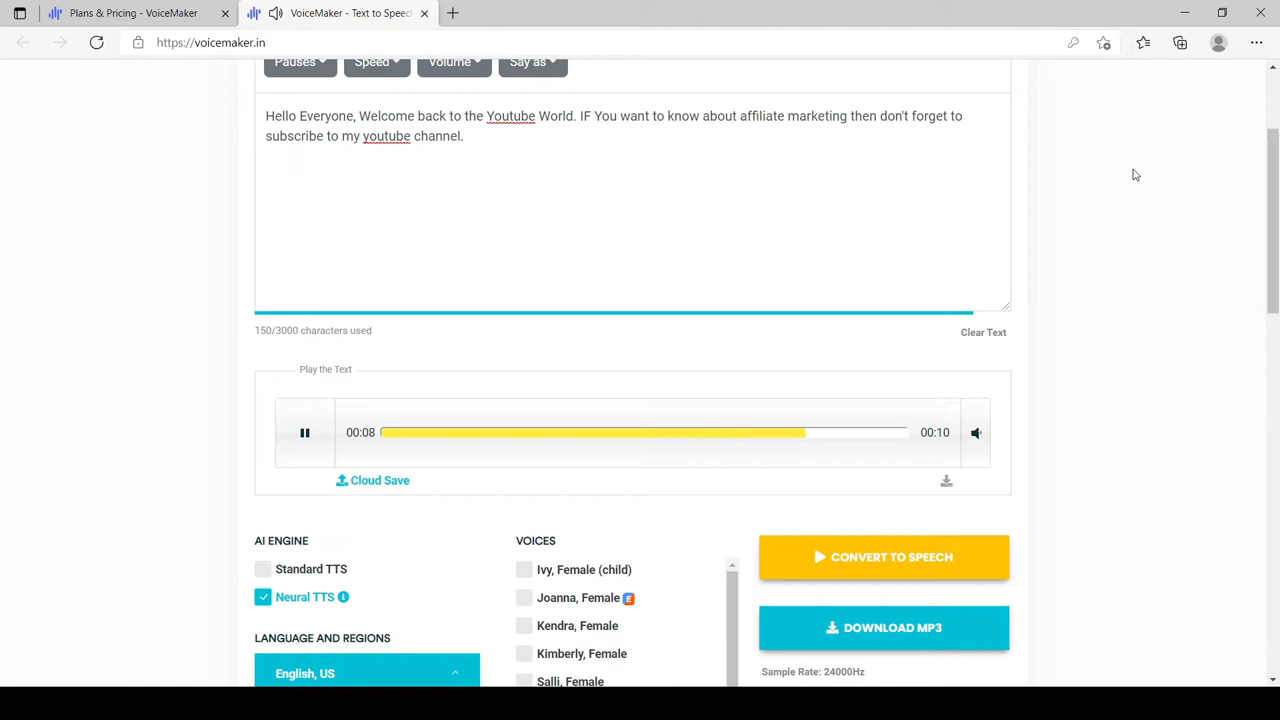 Plans & Pricing - VoiceMaker
VoiceMaker - Text to Speech
https://voicemaker.in
Pauses Speed Volume Say as
Hello Everyone, Welcome back to the Youtube World. IF You want to know about affiliate marketing then don't forget to
subscribe to my youtube channel.
150/3000 characters used
Clear Text
Play the Text
00:08
00:10
Cloud Save
AI ENGINE
Standard TTS
Neural TTS
LANGUAGE AND REGIONS
English, US
VOICES
Ivy, Female (child)
Joanna, Female E
Kendra, Female
Kimberly, Female
Salli, Female
CONVERT TO SPEECH
DOWNLOAD MP3
Sample Rate: 24000Hz